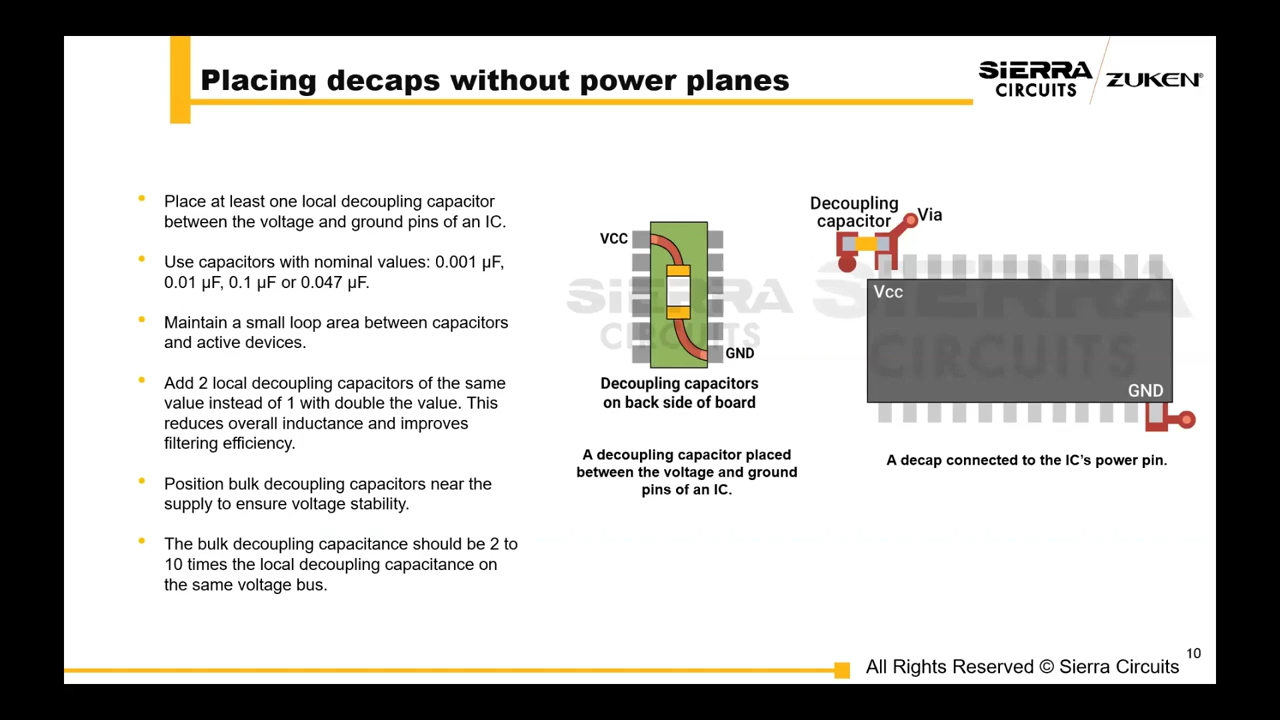 Placing decaps without power planes
SIERRA
CIRCUITS
ZUKEN®
• Place at least one local decoupling capacitor
between the voltage and ground pins of an IC.
• Use capacitors with nominal values: 0.001 µF,
0.01 µF, 0.1 µF or 0.047 µF.
• Maintain a small loop area between capacitors
and active devices.
• Add 2 local decoupling capacitors of the same
value instead of 1 with double the value. This
reduces overall inductance and improves
filtering efficiency.
• Position bulk decoupling capacitors near the
supply to ensure voltage stability.
• The bulk decoupling capacitance should be 2 to
10 times the local decoupling capacitance on
the same voltage bus.
VCC
GND
SIERRA
CIRCUITS
Decoupling capacitors
on back side of board
A decoupling capacitor placed
between the voltage and ground
pins of an IC.
Decoupling
capacitor
Via
Vcc
SIERRA
CIRCUITS
GND
A decap connected to the IC's power pin.
10
All Rights Reserved © Sierra Circuits